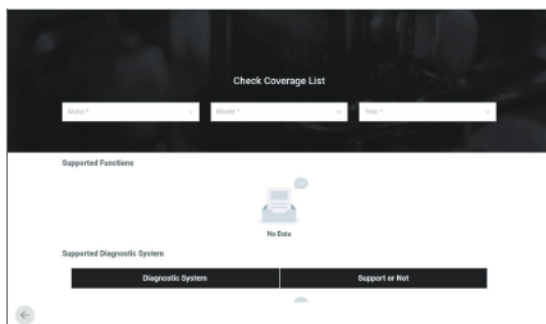 Check Coverage List
Make *
Model *
Year *
Supported Functions
No Data
Supported Diagnostic System
Diagnostic System
Support or Not